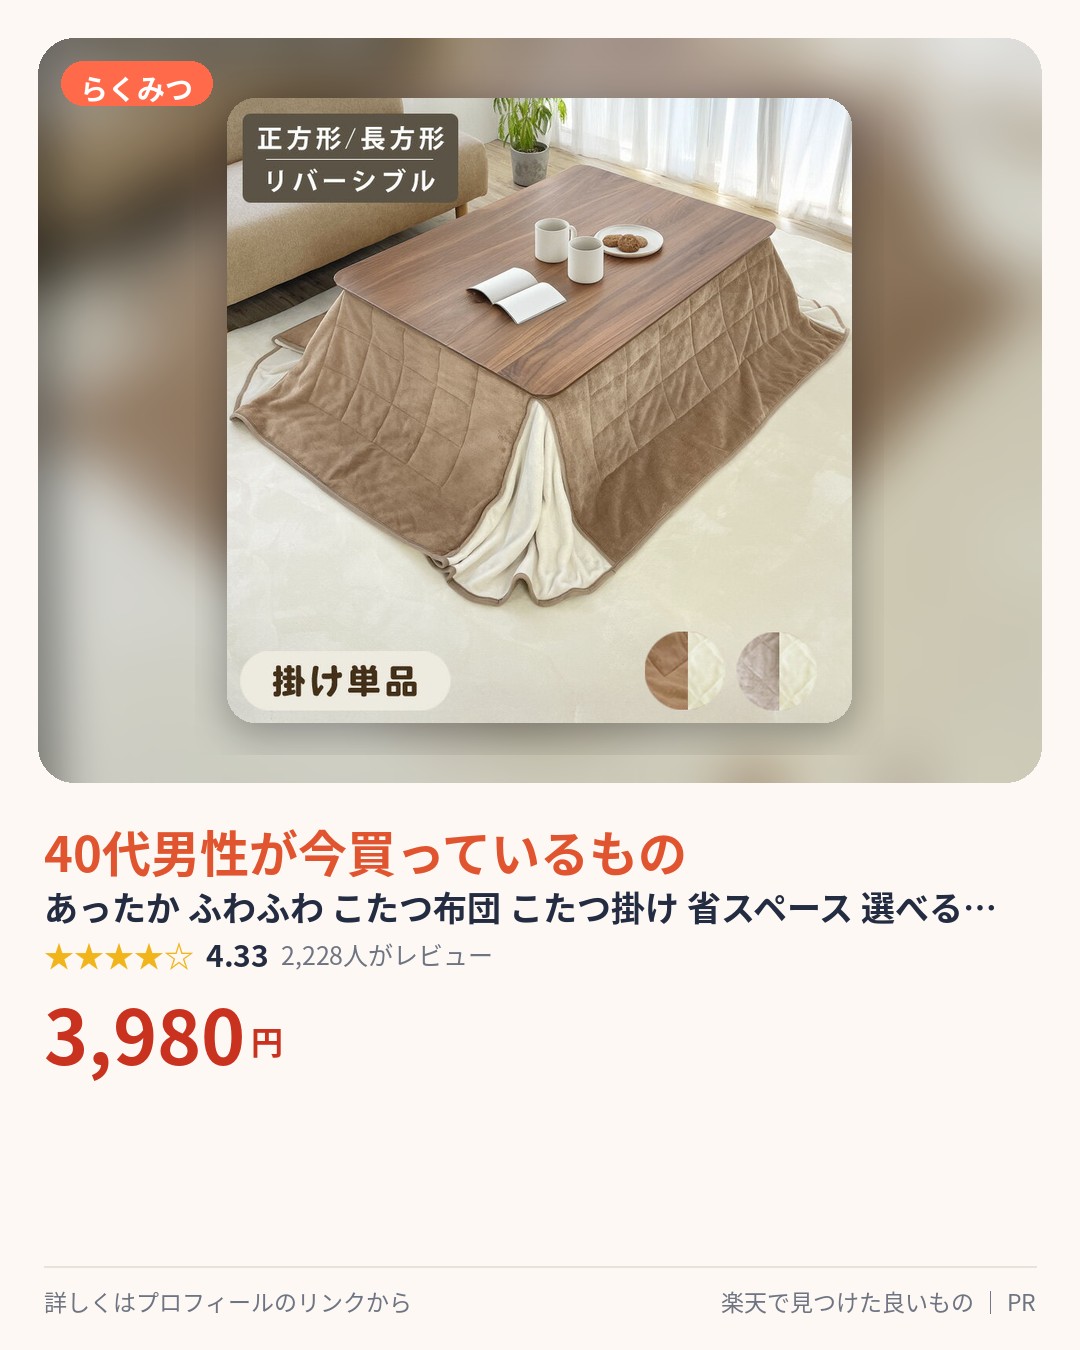 らくみつ
正方形/長方形
リバーシブル
掛け単品
40代男性が今買っているもの
あったか ふわふわ こたつ布団 こたつ掛け 省スペース 選べる…
★★★★☆ 4.33 2,228人がレビュー
3,980円
詳しくはプロフィールのリンクから
楽天で見つけた良いもの｜PR